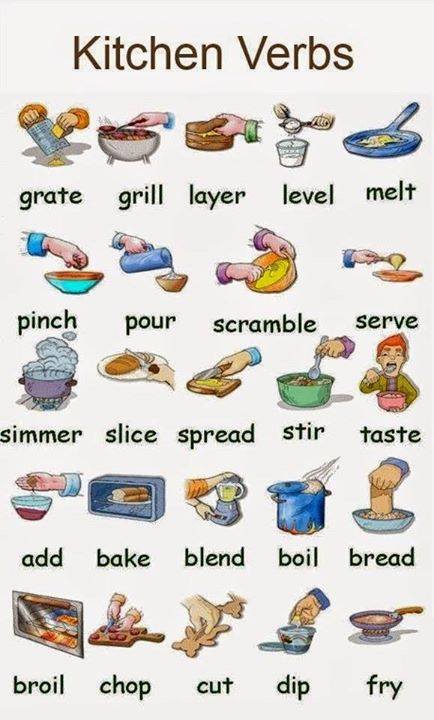 Kitchen Verbs
grate grill layer level melt
pinch pour scramble serve
simmer slice spread stir taste
add bake blend boil bread
broil chop cut dip fry